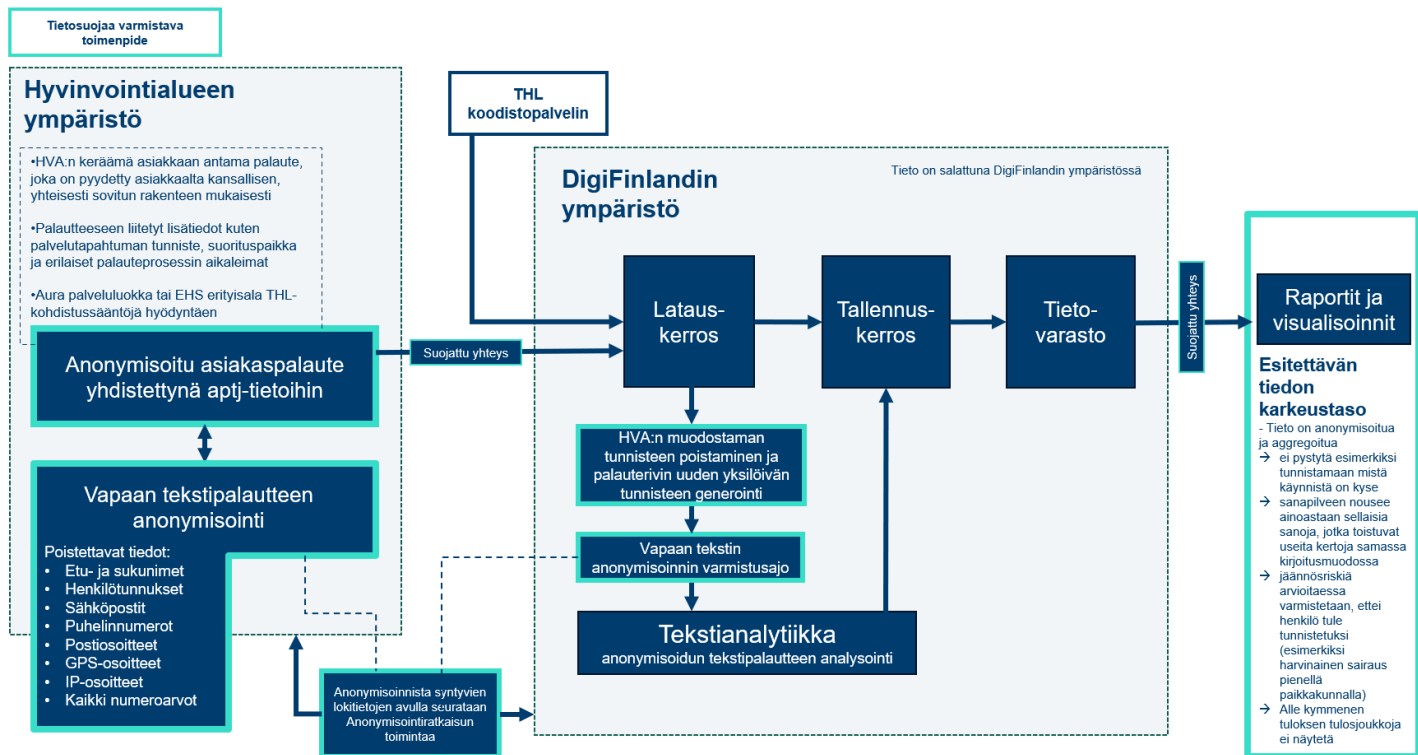 Tietosuojaa varmistava
toimenpide
Hyvinvointialueen
ympäristö
•HVA:n keräämä asiakkaan antama palaute,
joka on pyydetty asiakkaalta kansallisen,
yhteisesti sovitun rakenteen mukaisesti
•Palautteeseen liitetyt lisätiedot kuten
palvelutapahtuman tunniste, suorituspaikka
ja erilaiset palauteprosessin aikaleimat
•Aura palveluluokka tai EHS erityisala THL-
kohdistussääntöjä hyödyntäen
Anonymisoitu asiakaspalaute
yhdistettynä aptj-tietoihin
Vapaan tekstipalautteen
anonymisointi
Poistettavat tiedot:
• Etu- ja sukunimet
• Henkilötunnukset
• Sähköpostit
• Puhelinnumerot
• Postiosoitteet
• GPS-osoitteet
• IP-osoitteet
• Kaikki numeroarvot
Suojattu yhteys
THL
koodistopalvelin
DigiFinlandin
ympäristö
Tieto on salattuna DigiFinlandin ympäristössä
Lataus-
kerros
Tallennus-
kerros
Tieto-
varasto
HVA:n muodostaman
tunnisteen poistaminen ja
palauterivin uuden yksilöivän
tunnisteen generointi
Vapaan tekstin
anonymisoinnin varmistusajo
Tekstianalytiikka
anonymisoidun tekstipalautteen analysointi
Anonymisoinnista syntyvien
lokitietojen avulla seurataan
Anonymisointiratkaisun
toimintaa
Suojattu yhteys
Raportit ja
visualisoinnit
Esitettävän
tiedon
karkeustaso
- Tieto on anonymisoitua
ja aggregoitua
→ ei pystytä esimerkiksi
tunnistamaan mistä
käynnistä on kyse
→ sanapilveen nousee
ainoastaan sellaisia
sanoja, jotka toistuvat
useita kertoja samassa
kirjoitusmuodossa
→ jäännösriskiä
arvioitaessa
varmistetaan, ettei
henkilö tule
tunnistetuksi
(esimerkiksi
harvinainen sairaus
pienellä
paikkakunnalla)
→ Alle kymmenen
tuloksen tulosjoukkoja
ei näytetä